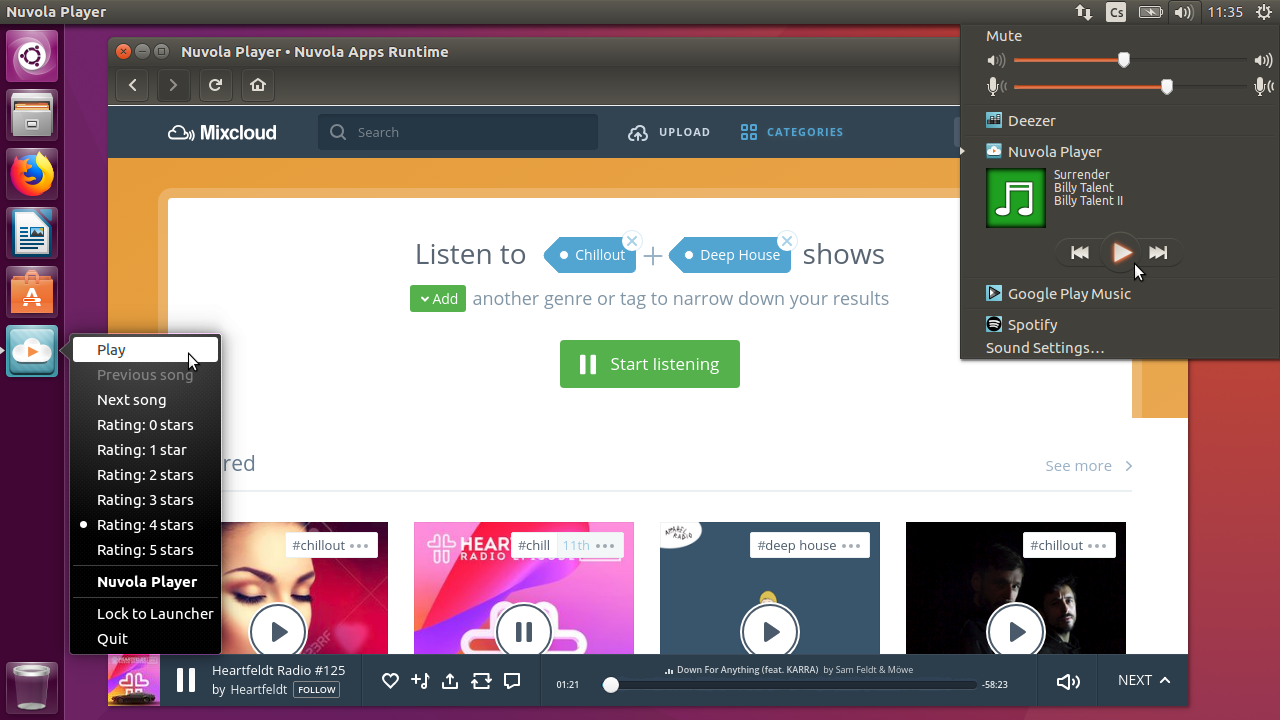 Nuvola Player
Cs
11:35
Nuvola Player • Nuvola Apps Runtime
Mixcloud
Search
UPLOAD
CATEGORIES
Listen to Chillout + Deep House shows
Add another genre or tag to narrow down your results
Start listening
red
See more
#chillout
#chill 11th
#deep house
#chillout
HEAR
RADIO
Mute
Deezer
Nuvola Player
Surrender
Billy Talent
Billy Talent II
Google Play Music
Spotify
Sound Settings...
Play
Previous song
Next song
Rating: 0 stars
Rating: 1 star
Rating: 2 stars
Rating: 3 stars
Rating: 4 stars
Rating: 5 stars
Nuvola Player
Lock to Launcher
Quit
Heartfeldt Radio #125
by Heartfeldt FOLLOW
01:21
Down For Anything (feat. KARRA) by Sam Feldt & Möwe
-58:23
NEXT